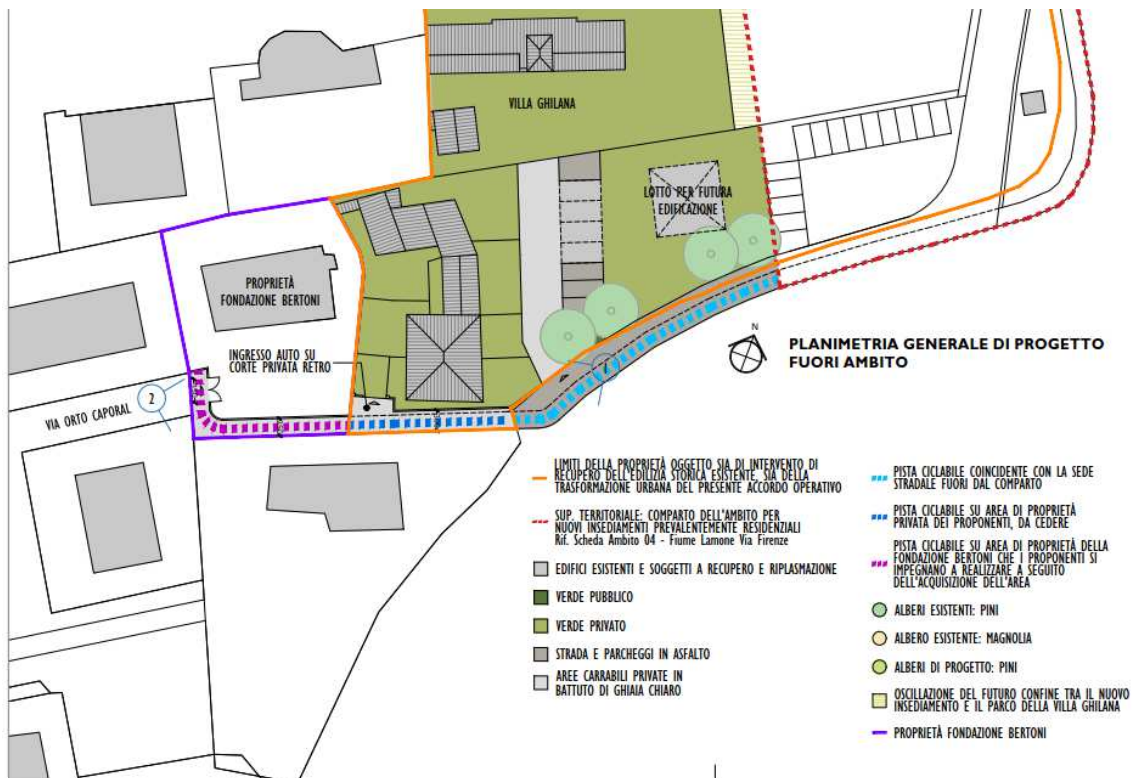 VILLA GHILANA
LOTTO PER FUTURA
EDIFICAZIONE
PROPRIETÀ
FONDAZIONE BERTONI
INGRESSO AUTO SU
CORTE PRIVATA RETRO
VIA ORTO CAPORAL
2
1
N
PLANIMETRIA GENERALE DI PROGETTO
FUORI AMBITO
LIMITI DELLA PROPRIETÀ OGGETTO SIA DI INTERVENTO DI
RECUPERO DELL'EDILIZIA STORICA ESISTENTE, SIA DELLA
TRASFORMAZIONE URBANA DEL PRESENTE ACCORDO OPERATIVO
SUP. TERRITORIALE: COMPARTO DELL'AMBITO PER
NUOVI INSEDIAMENTI PREVALENTEMENTE RESIDENZIALI
Rif. Scheda Ambito 04 - Fiume Lamone Via Firenze
EDIFICI ESISTENTI E SOGGETTI A RECUPERO E RIPLASMAZIONE
VERDE PUBBLICO
VERDE PRIVATO
STRADA E PARCHEGGI IN ASFALTO
AREE CARRABILI PRIVATE IN
BATTUTO DI GHIAIA CHIARO
PISTA CICLABILE COINCIDENTE CON LA SEDE
STRADALE FUORI DAL COMPARTO
PISTA CICLABILE SU AREA DI PROPRIETÀ
PRIVATA DEI PROPONENTI, DA CEDERE
PISTA CICLABILE SU AREA DI PROPRIETÀ DELLA
FONDAZIONE BERTONI CHE I PROPONENTI SI
IMPEGNANO A REALIZZARE A SEGUITO
DELL'ACQUISIZIONE DELL'AREA
ALBERI ESISTENTI: PINI
ALBERO ESISTENTE: MAGNOLIA
ALBERI DI PROGETTO: PINI
OSCILLAZIONE DEL FUTURO CONFINE TRA IL NUOVO
INSEDIAMENTO E IL PARCO DELLA VILLA GHILANA
PROPRIETÀ FONDAZIONE BERTONI